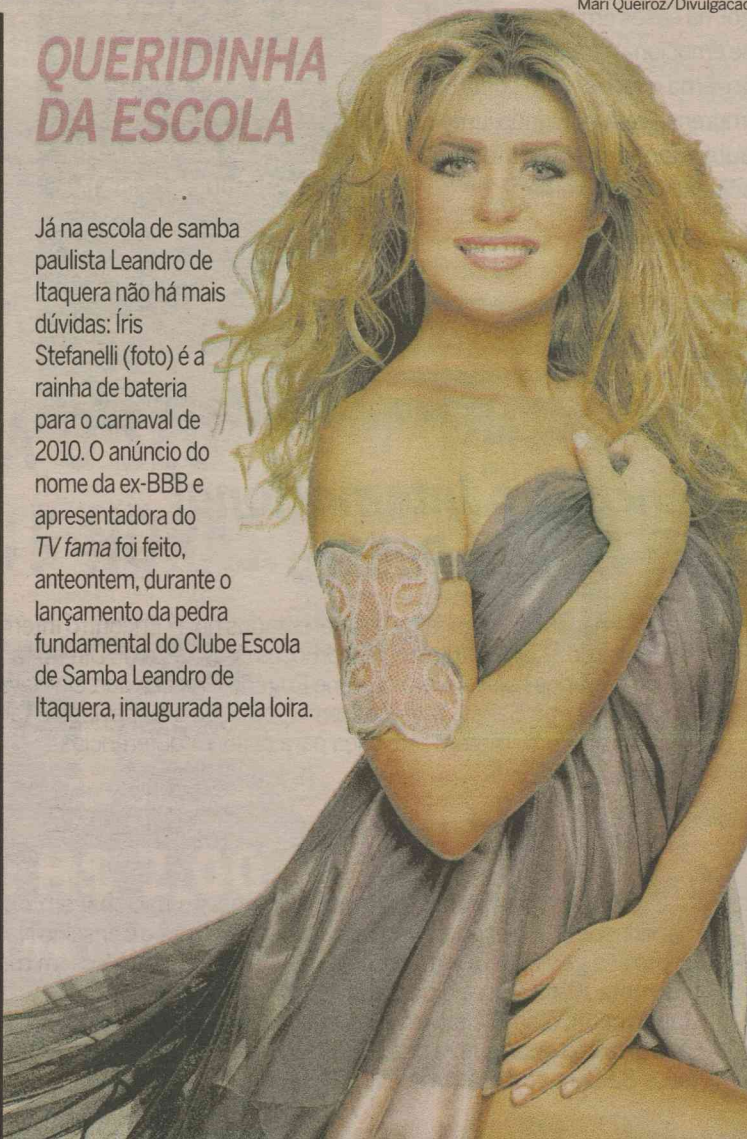 Mari Queiroz/Divulgacao
QUERIDINHA
DA ESCOLA
Já na escola de samba
paulista Leandro de
Itaquera não há mais
dúvidas: Íris
Stefanelli (foto) é a
rainha de bateria
para o carnaval de
2010. O anúncio do
nome da ex-BBB e
apresentadora do
TV fama foi feito,
anteontem, durante o
lançamento da pedra
fundamental do Clube Escola
de Samba Leandro de
Itaquera, inaugurada pela loira.